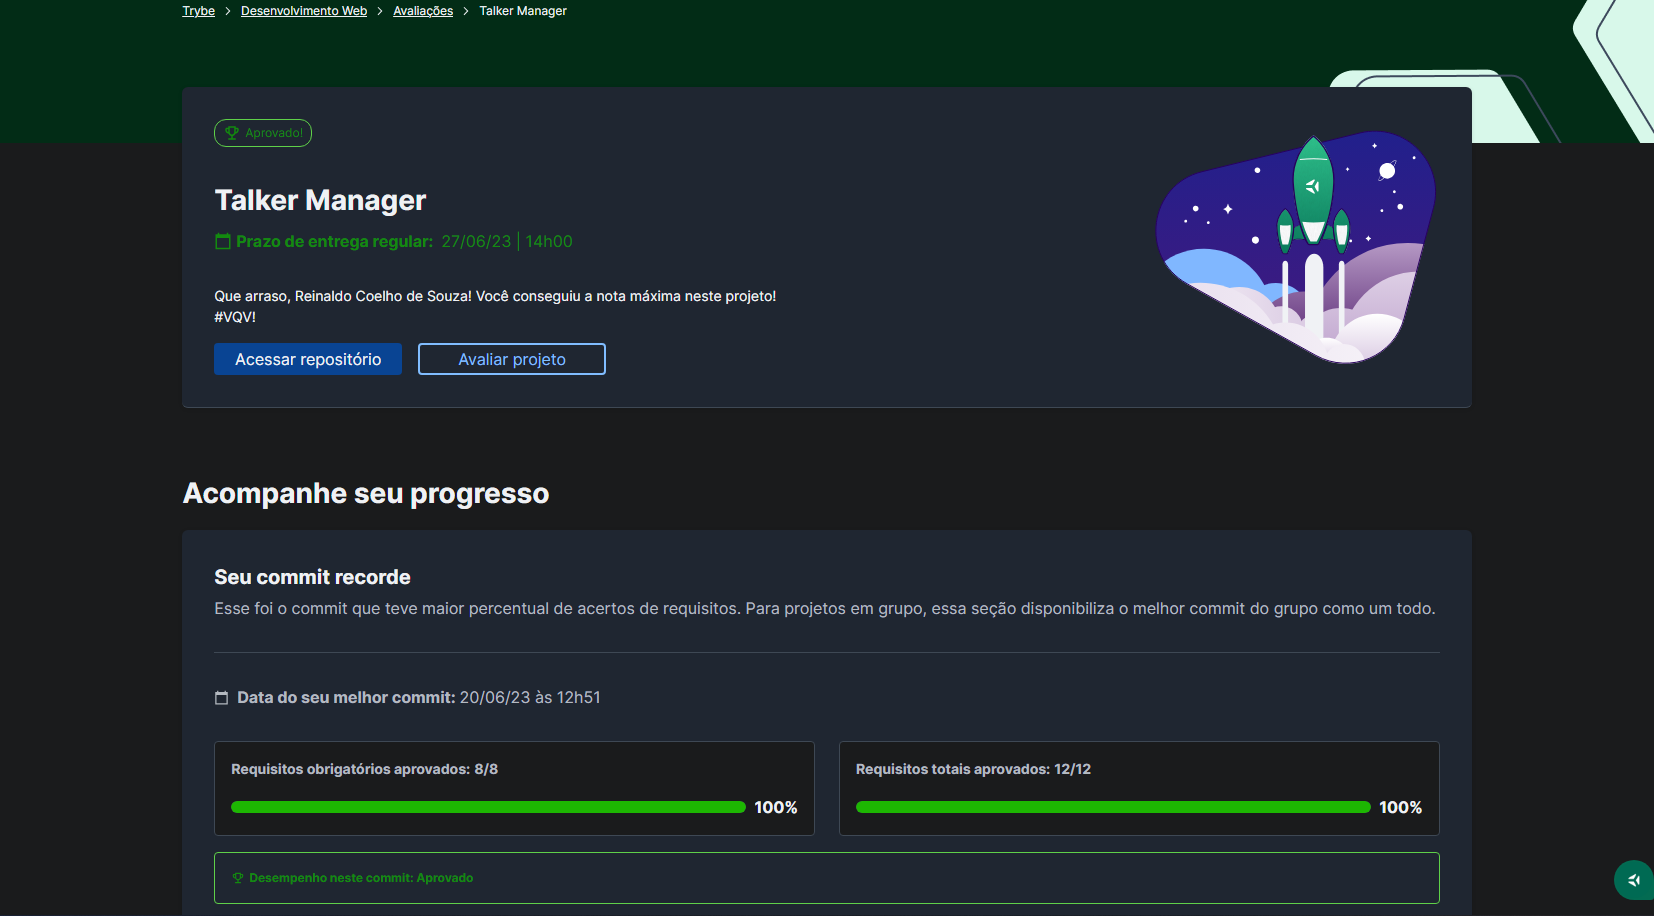 Trybe > Desenvolvimento Web > Avaliações > Talker Manager
Aprovado!
Talker Manager
Prazo de entrega regular: 27/06/23 | 14h00
Que arraso, Reinaldo Coelho de Souza! Você conseguiu a nota máxima neste projeto!
#VQV!
Acessar repositório
Avaliar projeto
Acompanhe seu progresso
Seu commit recorde
Esse foi o commit que teve maior percentual de acertos de requisitos. Para projetos em grupo, essa seção disponibiliza o melhor commit do grupo como um todo.
Data do seu melhor commit: 20/06/23 às 12h51
Requisitos obrigatórios aprovados: 8/8
100%
Requisitos totais aprovados: 12/12
100%
Desempenho neste commit: Aprovado